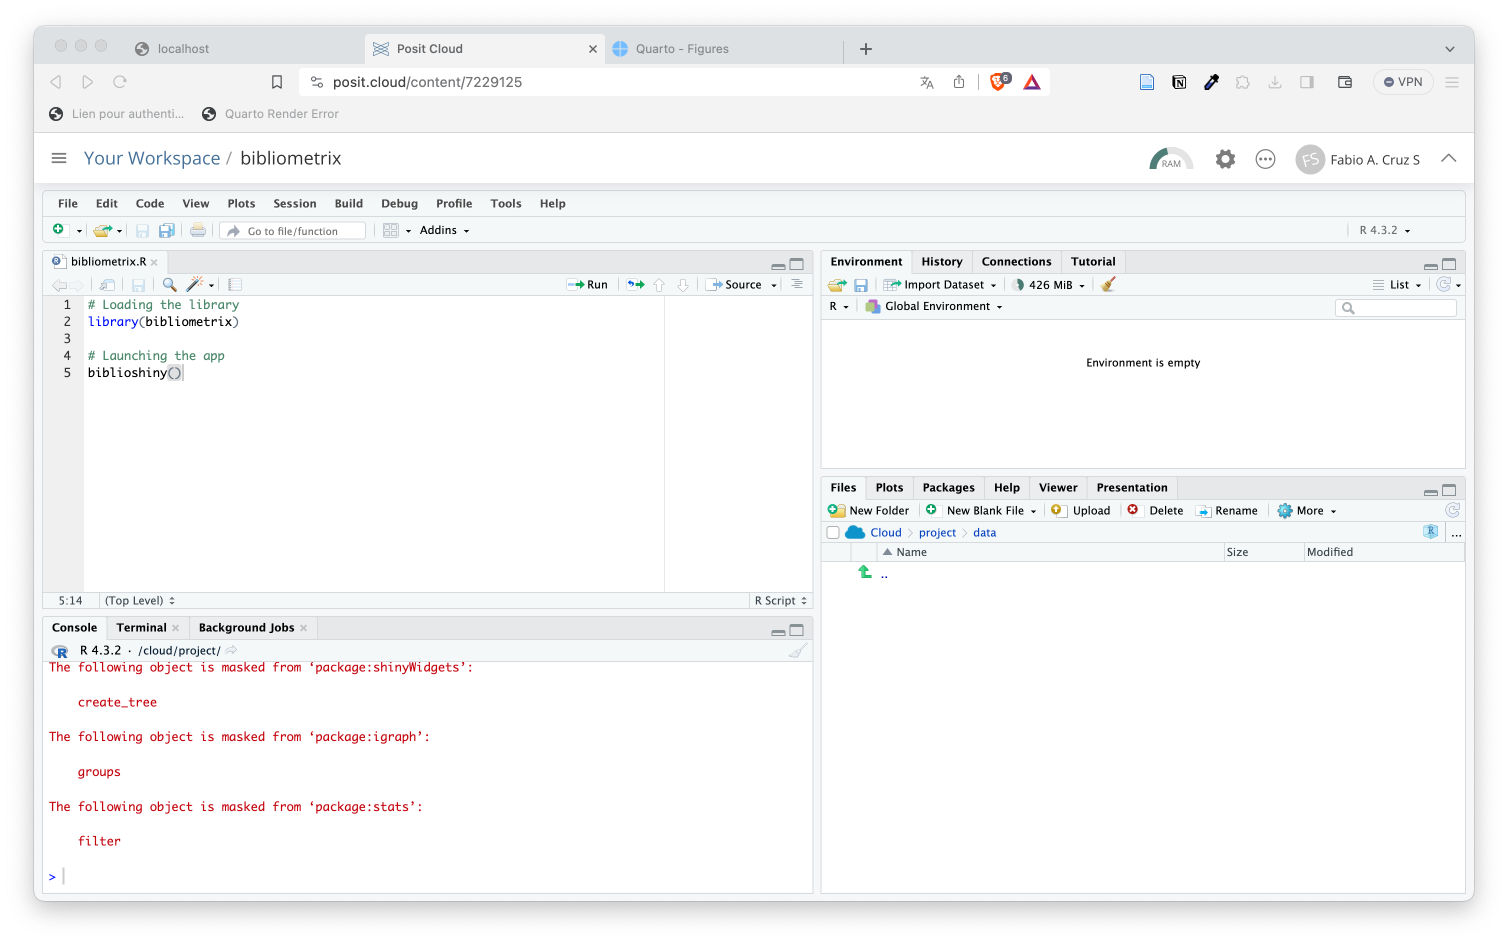 localhost
Posit Cloud
Quarto - Figures
posit.cloud/content/7229125
6
VPN
Lien pour authenti...
Quarto Render Error
Your Workspace / bibliometrix
RAM
FS
Fabio A. Cruz S
File Edit Code View Plots Session Build Debug Profile Tools Help
Go to file/function
Addins
R 4.3.2
bibliometrix.R
Run
Source
1 # Loading the library
2 library(bibliometrix)
3
4 # Launching the app
5 biblioshiny()
5:14
(Top Level)
R Script
Console Terminal Background Jobs
R 4.3.2 · /cloud/project/
The following object is masked from ‘package:shinyWidgets’:
create_tree
The following object is masked from ‘package:igraph’:
groups
The following object is masked from ‘package:stats’:
filter
>
Environment History Connections Tutorial
Import Dataset
426 MiB
List
R
Global Environment
Environment is empty
Files Plots Packages Help Viewer Presentation
New Folder New Blank File Upload Delete Rename More
Cloud project data
...
Name Size Modified
..